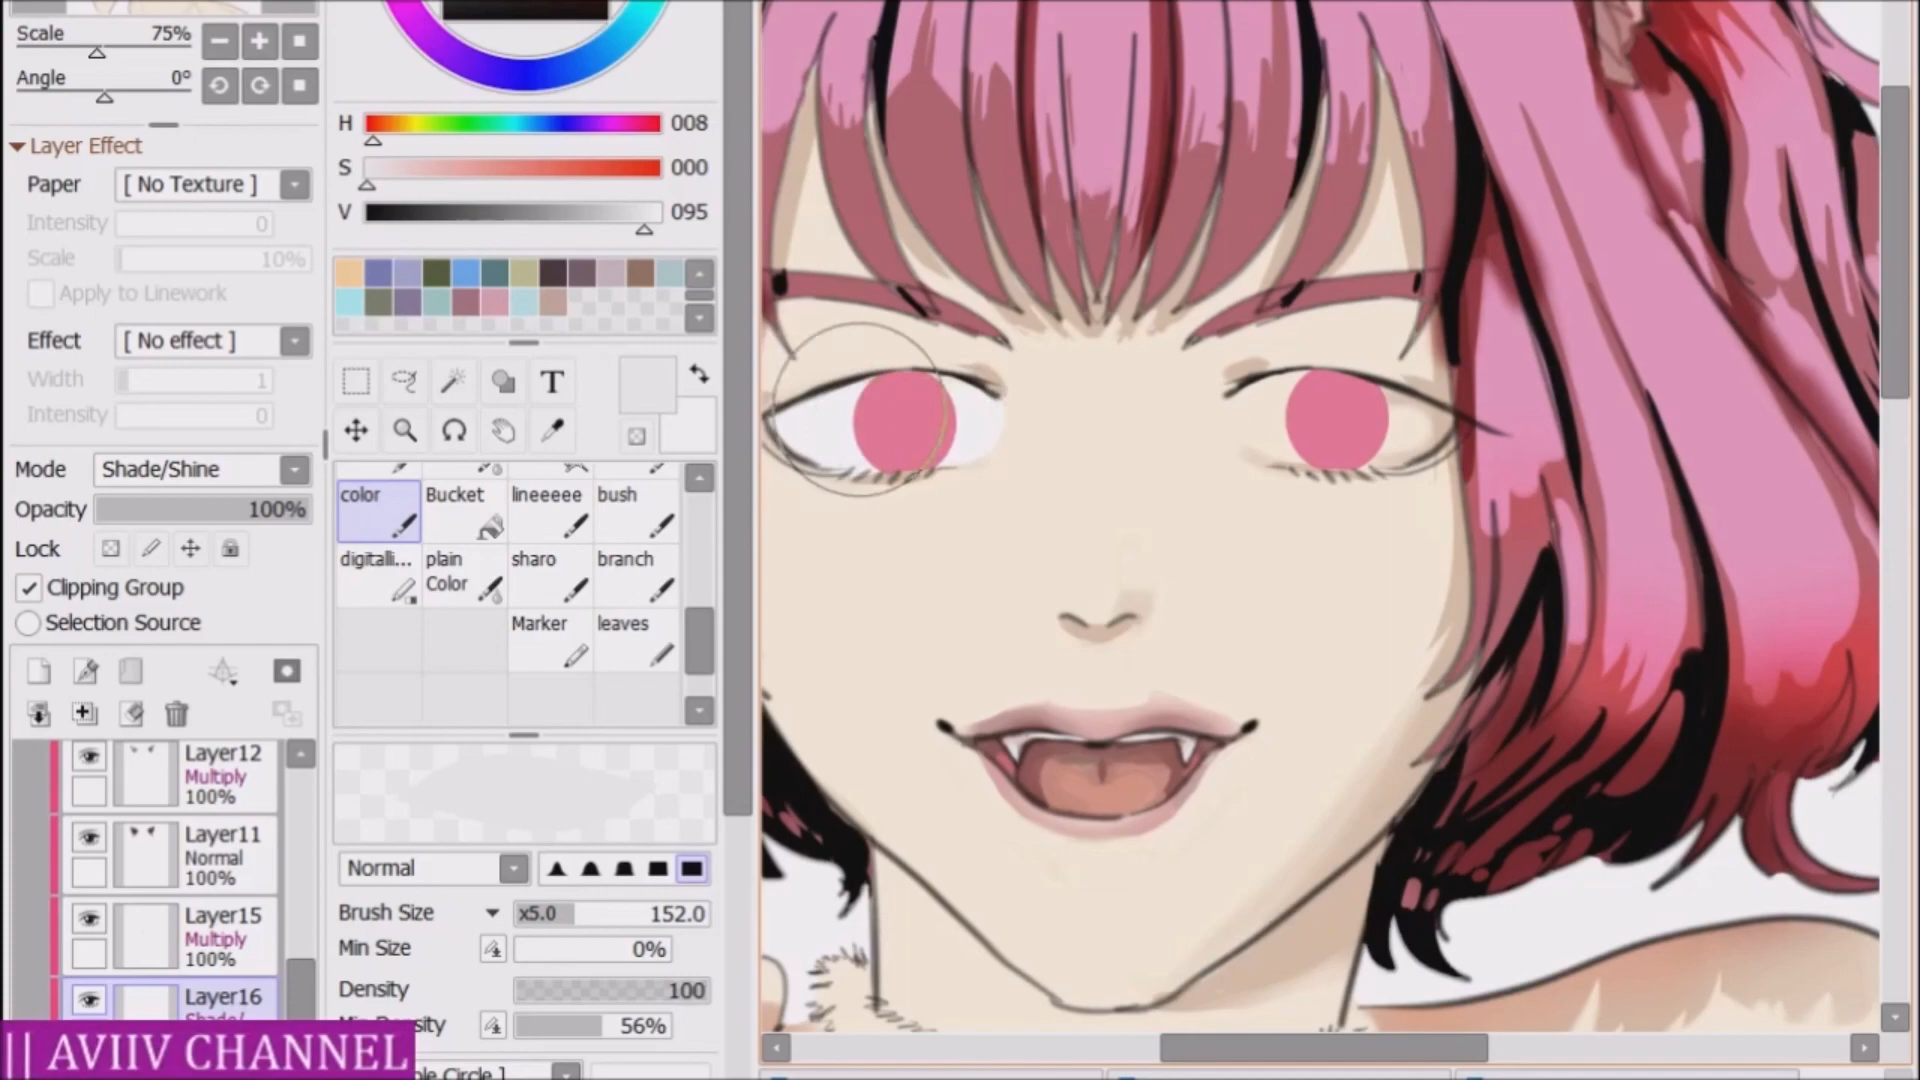 Scale 75%
Angle 0°
Layer Effect
Paper [ No Texture ]
Intensity 0
Scale 10%
Apply to Linework
Effect [ No effect ]
Width 1
Intensity 0
Mode Shade/Shine
Opacity 100%
Lock
Clipping Group
Selection Source
Layer12
Multiply
100%
Layer11
Normal
100%
Layer15
Multiply
100%
Layer16
Shade/
|| AVIIV CHANNEL
H 008
S 000
V 095
T
color Bucket lineeeee bush
digitalli... plain Color sharo branch
Marker leaves
Normal
Brush Size x5.0 152.0
Min Size 0%
Density 100
56%